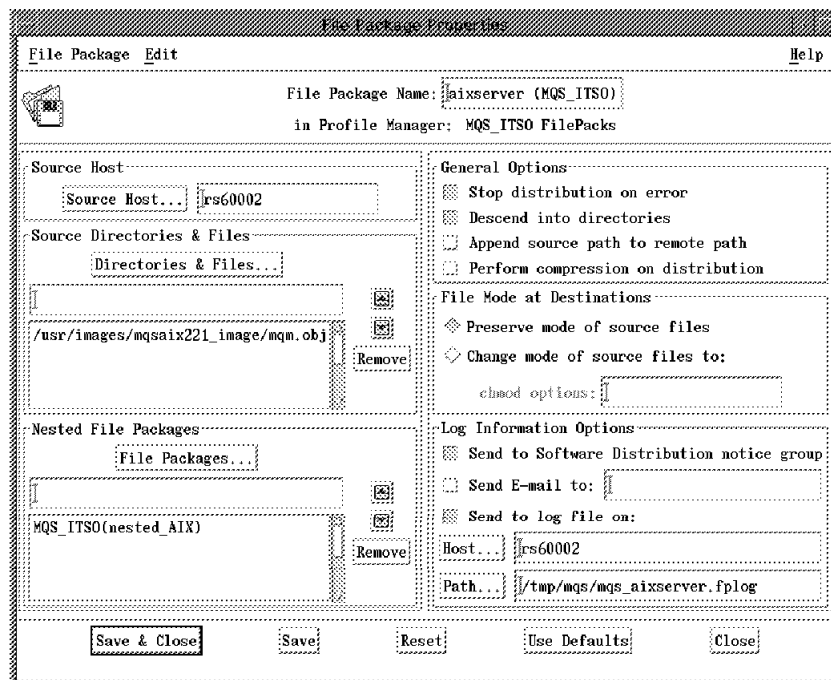 File Package Properties
File Package Edit Help
File Package Name: aixserver (MQS_ITSO)
in Profile Manager: MQS_ITSO FilePacks
Source Host
Source Host... rs60002
Source Directories & Files
Directories & Files...
/usr/images/mqsaix221_image/mqm.obj
Remove
Nested File Packages
File Packages...
MQS_ITSO(nested_AIX)
Remove
General Options
Stop distribution on error
Descend into directories
Append source path to remote path
Perform compression on distribution
File Mode at Destinations
Preserve mode of source files
Change mode of source files to:
chmod options:
Log Information Options
Send to Software Distribution notice group
Send E-mail to:
Send to log file on:
Host... rs60002
Path... /tmp/mqs/mqs_aixserver.fplog
Save & Close Save Reset Use Defaults Close